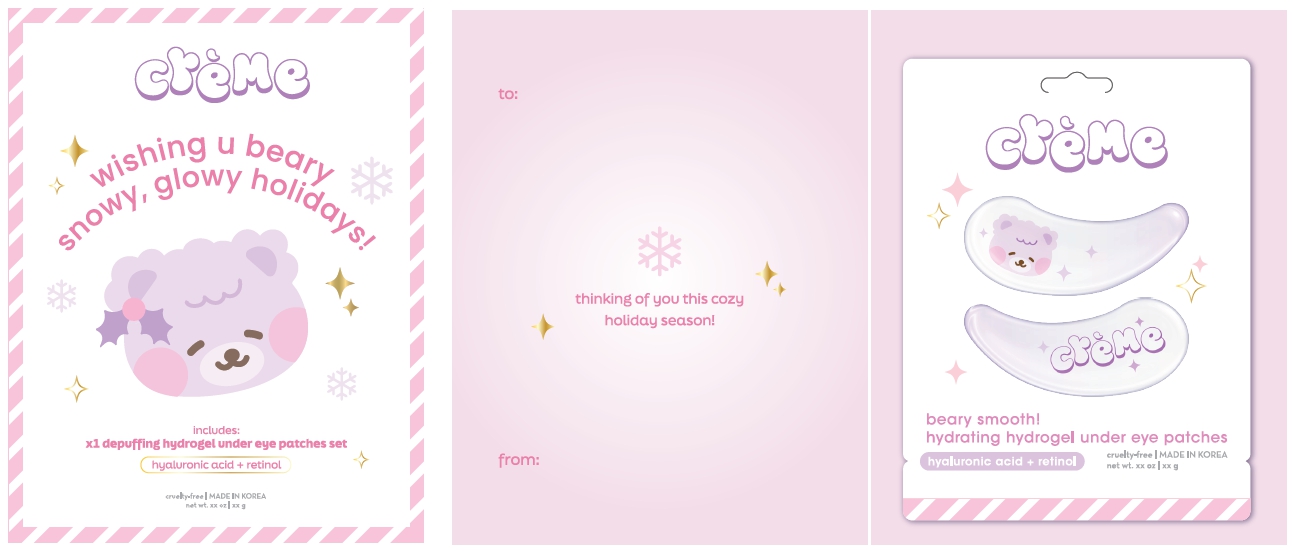 crème
wishing u beary
snowy, glowy holidays!
includes:
x1 depuffing hydrogel under eye patches set
hyaluronic acid + retinol
cruelty-free | MADE IN KOREA
net wt. xx oz | xx g
to:
thinking of you this cozy
holiday season!
from:
crème
crème
beary smooth!
hydrating hydrogel under eye patches
hyaluronic acid + retinol
cruelty-free | MADE IN KOREA
net wt. xx oz | xx g